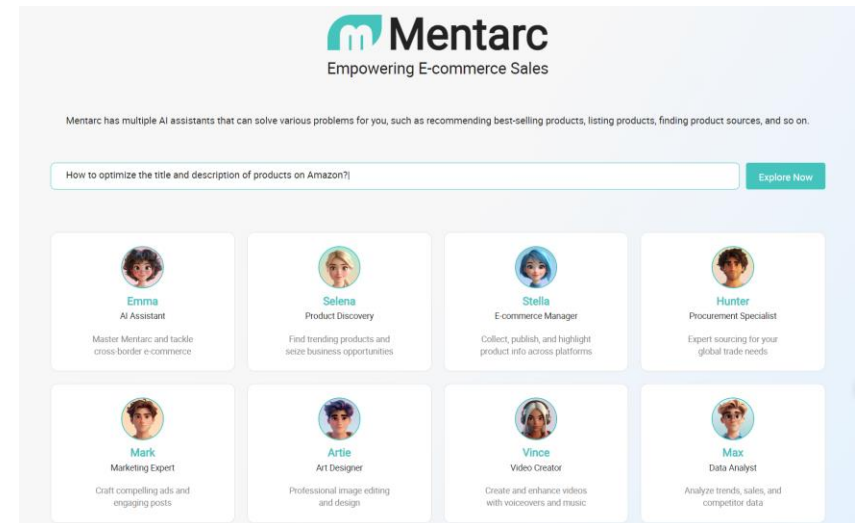 Mentarc
Empowering E-commerce Sales
Mentarc has multiple AI assistants that can solve various problems for you, such as recommending best-selling products, listing products, finding product sources, and so on.
How to optimize the title and description of products on Amazon?
Explore Now
Emma
AI Assistant
Master Mentarc and tackle
cross-border e-commerce
Selena
Product Discovery
Find trending products and
seize business opportunities
Stella
E-commerce Manager
Collect, publish, and highlight
product info across platforms
Hunter
Procurement Specialist
Expert sourcing for your
global trade needs
Mark
Marketing Expert
Craft compelling ads and
engaging posts
Artie
Art Designer
Professional image editing
and design
Vince
Video Creator
Create and enhance videos
with voiceovers and music
Max
Data Analyst
Analyze trends, sales, and
competitor data